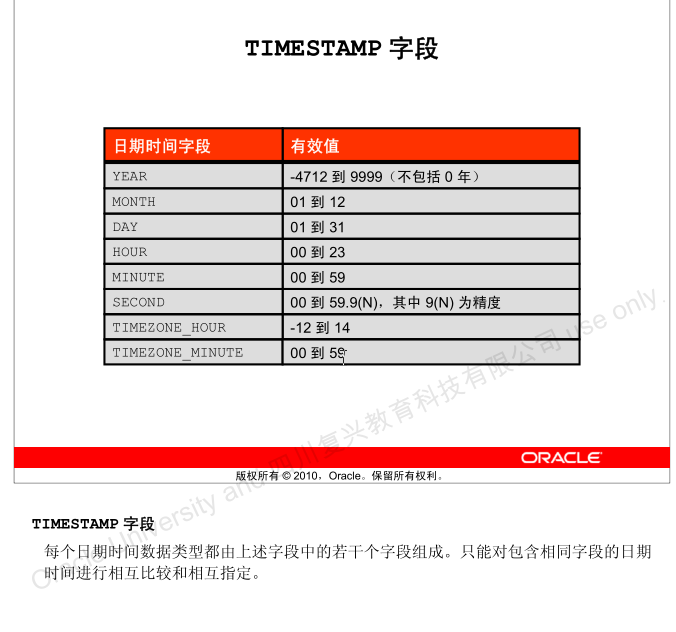 TIMESTAMP 字段
日期时间字段 有效值
YEAR -4712 到 9999（不包括 0 年）
MONTH 01 到 12
DAY 01 到 31
HOUR 00 到 23
MINUTE 00 到 59
SECOND 00 到 59.9(N)，其中 9(N) 为精度
TIMEZONE_HOUR -12 到 14
TIMEZONE_MINUTE 00 到 59
ORACLE
版权所有 © 2010，Oracle。保留所有权利。
Oracle University and 四川复兴教育科技有限公司 use only.
TIMESTAMP 字段
每个日期时间数据类型都由上述字段中的若干个字段组成。只能对包含相同字段的日期
时间进行相互比较和相互指定。